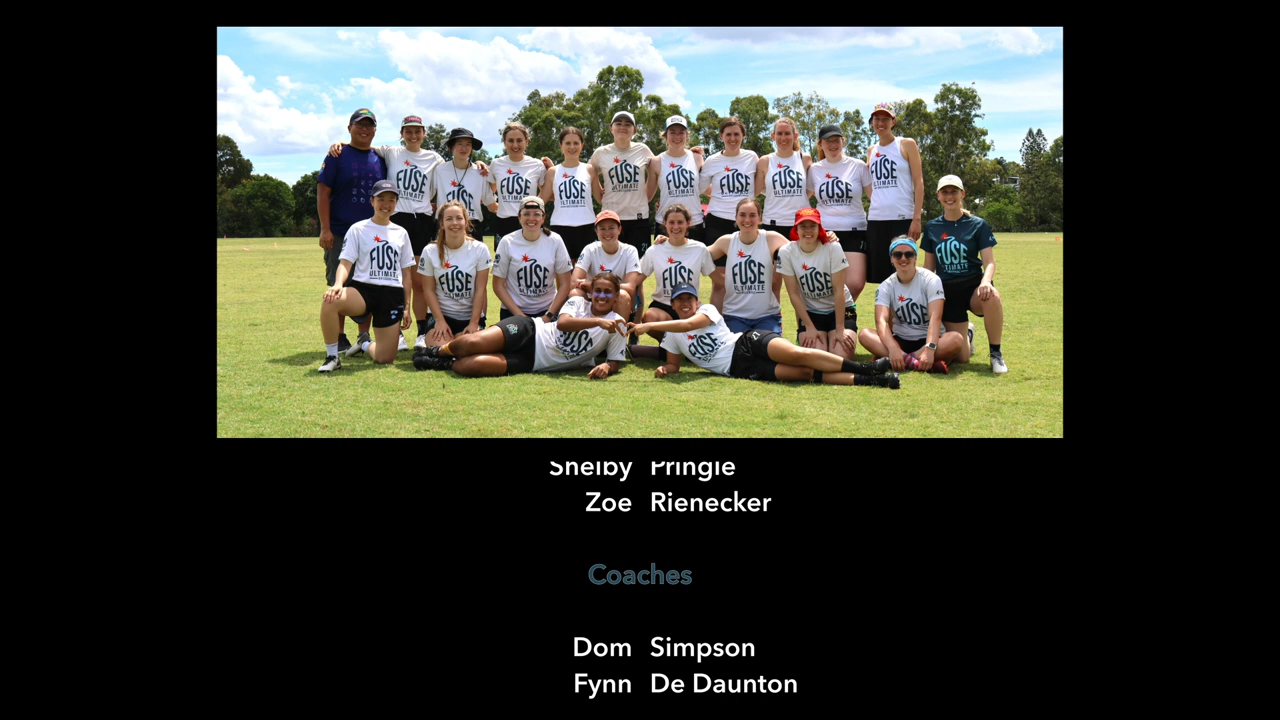 FUSE
ULTIMATE
Shelby Pringle
Zoe Rienecker
Coaches
Dom Simpson
Fynn De Daunton